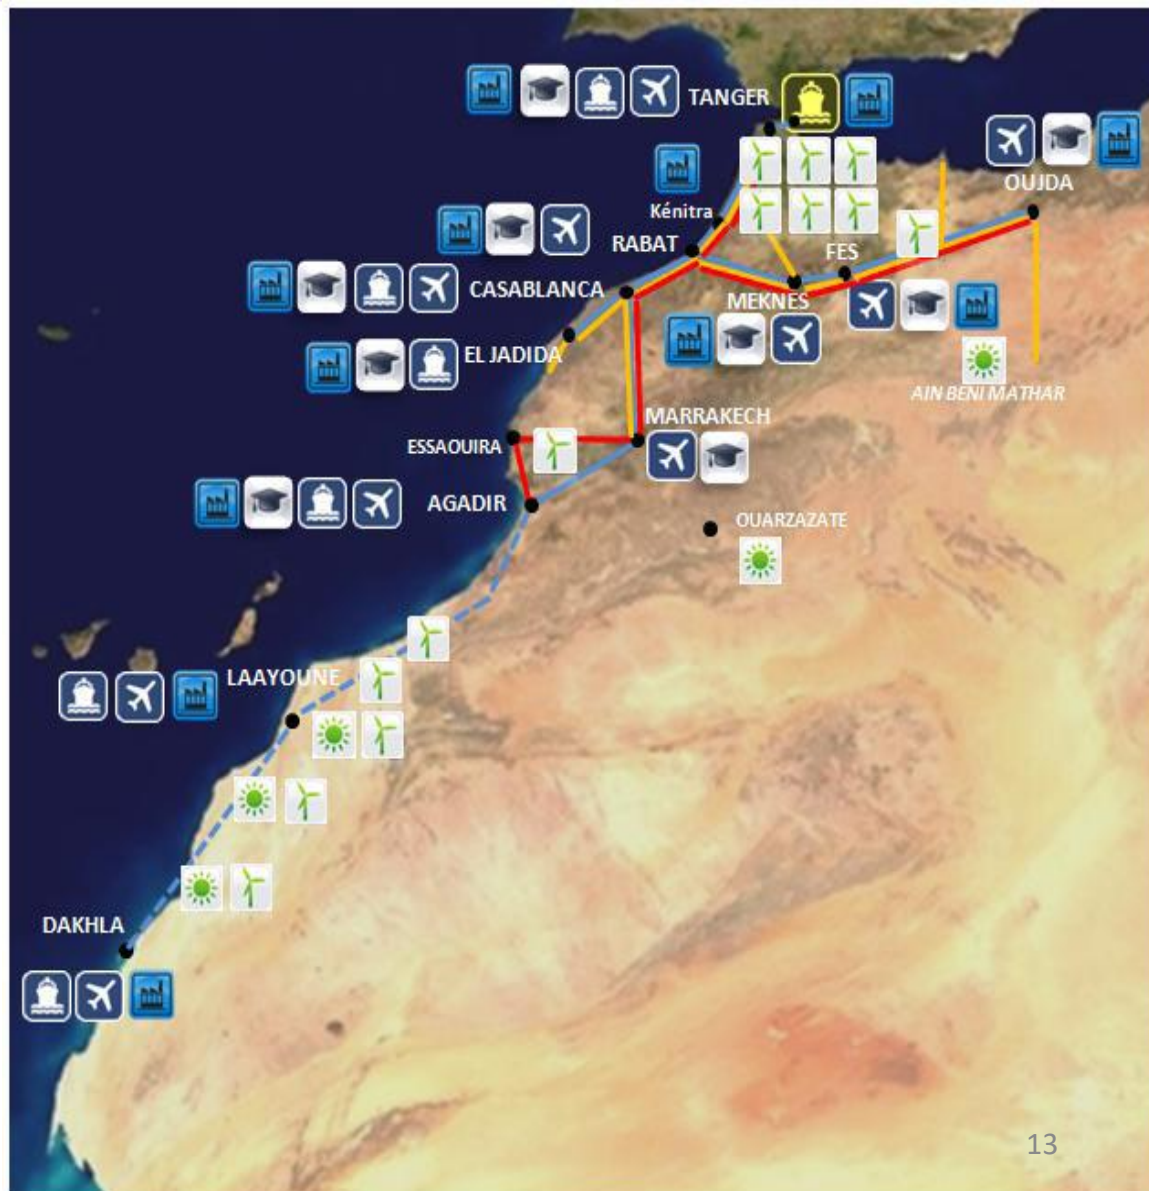 TANGER
OUJDA
Kénitra
RABAT
FES
CASABLANCA
MEKNES
EL JADIDA
AIN BENI MATHAR
MARRAKECH
ESSAOUIRA
AGADIR
OUARZAZATE
LAAYOUNE
DAKHLA
13